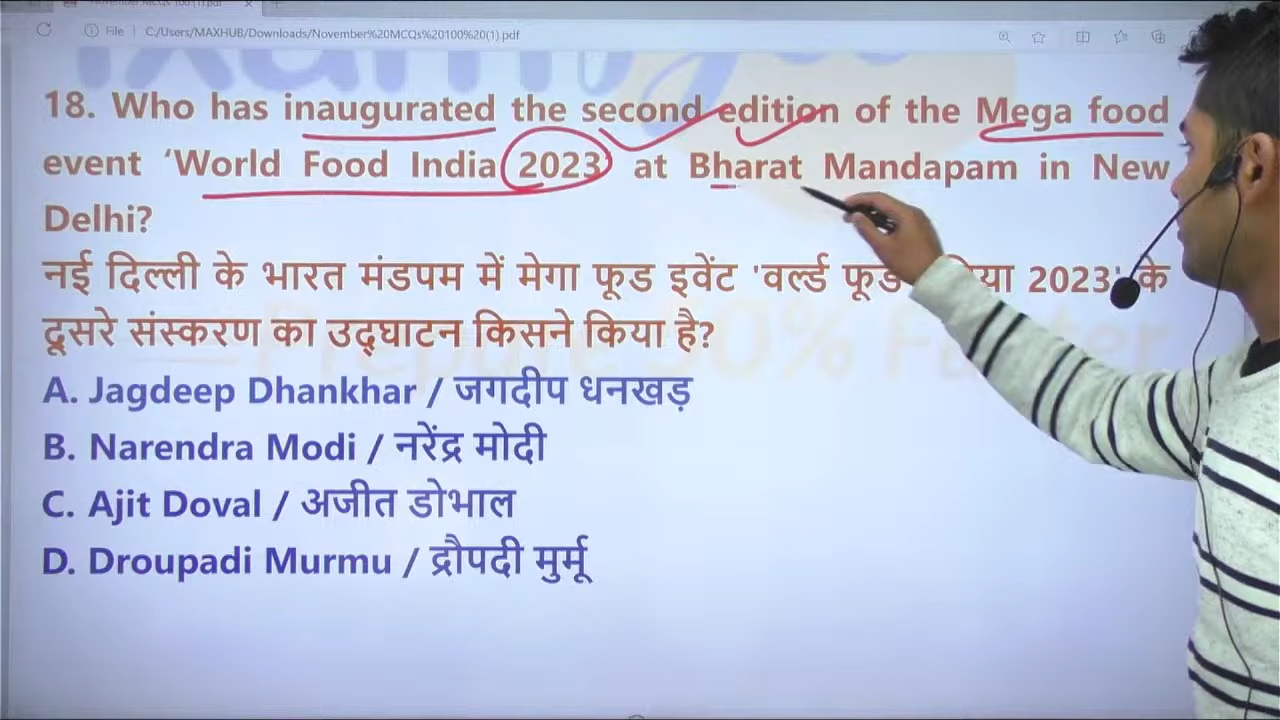 File C:/Users/MAXHUB/Downloads/November%20MCQs%20100%20(1).pdf
18. Who has inaugurated the second edition of the Mega food
event ‘World Food India 2023’ at Bharat Mandapam in New
Delhi?
नई दिल्ली के भारत मंडपम में मेगा फूड इवेंट 'वर्ल्ड फूड 2023' के
दूसरे संस्करण का उद्घाटन किसने किया है?
A. Jagdeep Dhankhar / जगदीप धनखड़
B. Narendra Modi / नरेंद्र मोदी
C. Ajit Doval / अजीत डोभाल
D. Droupadi Murmu / द्रौपदी मुर्मू